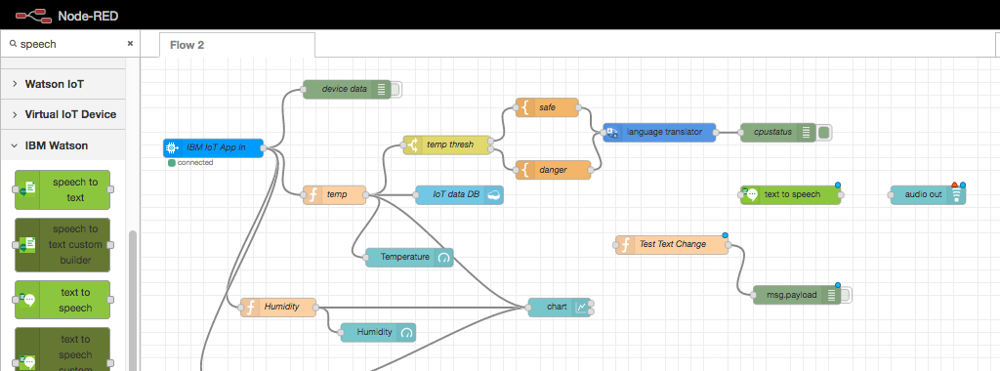 Node-RED
speech
Flow 2
Watson IoT
Virtual IoT Device
IBM Watson
speech to
text
speech to
text custom
builder
text to
speech
text to
speech
custom
device data
IBM IoT App In
connected
temp thresh
safe
danger
language translator
cpustatus
temp
IoT data DB
text to speech
audio out
Temperature
Test Text Change
msg.payload
Humidity
chart
Humidity